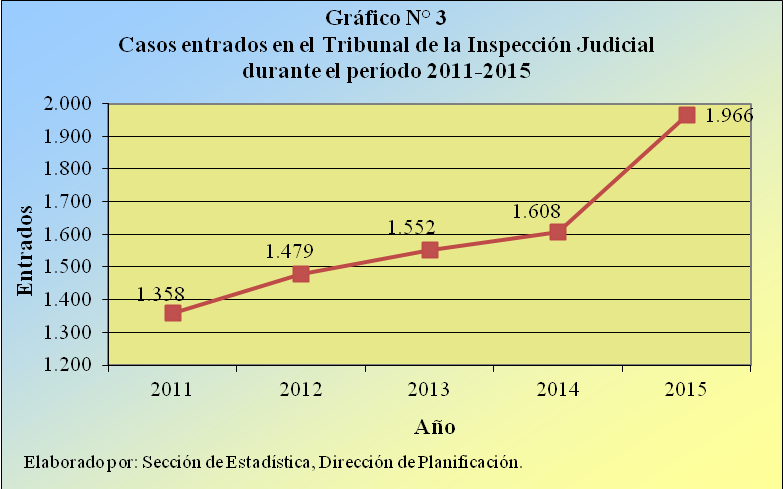 Gráfico N° 3
Casos entrados en el Tribunal de la Inspección Judicial
durante el período 2011-2015
Entrados
2.000
1.900
1.800
1.700
1.600
1.500
1.400
1.300
1.200
1.358
1.479
1.552
1.608
1.966
2011 2012 2013 2014 2015
Año
Elaborado por: Sección de Estadística, Dirección de Planificación.